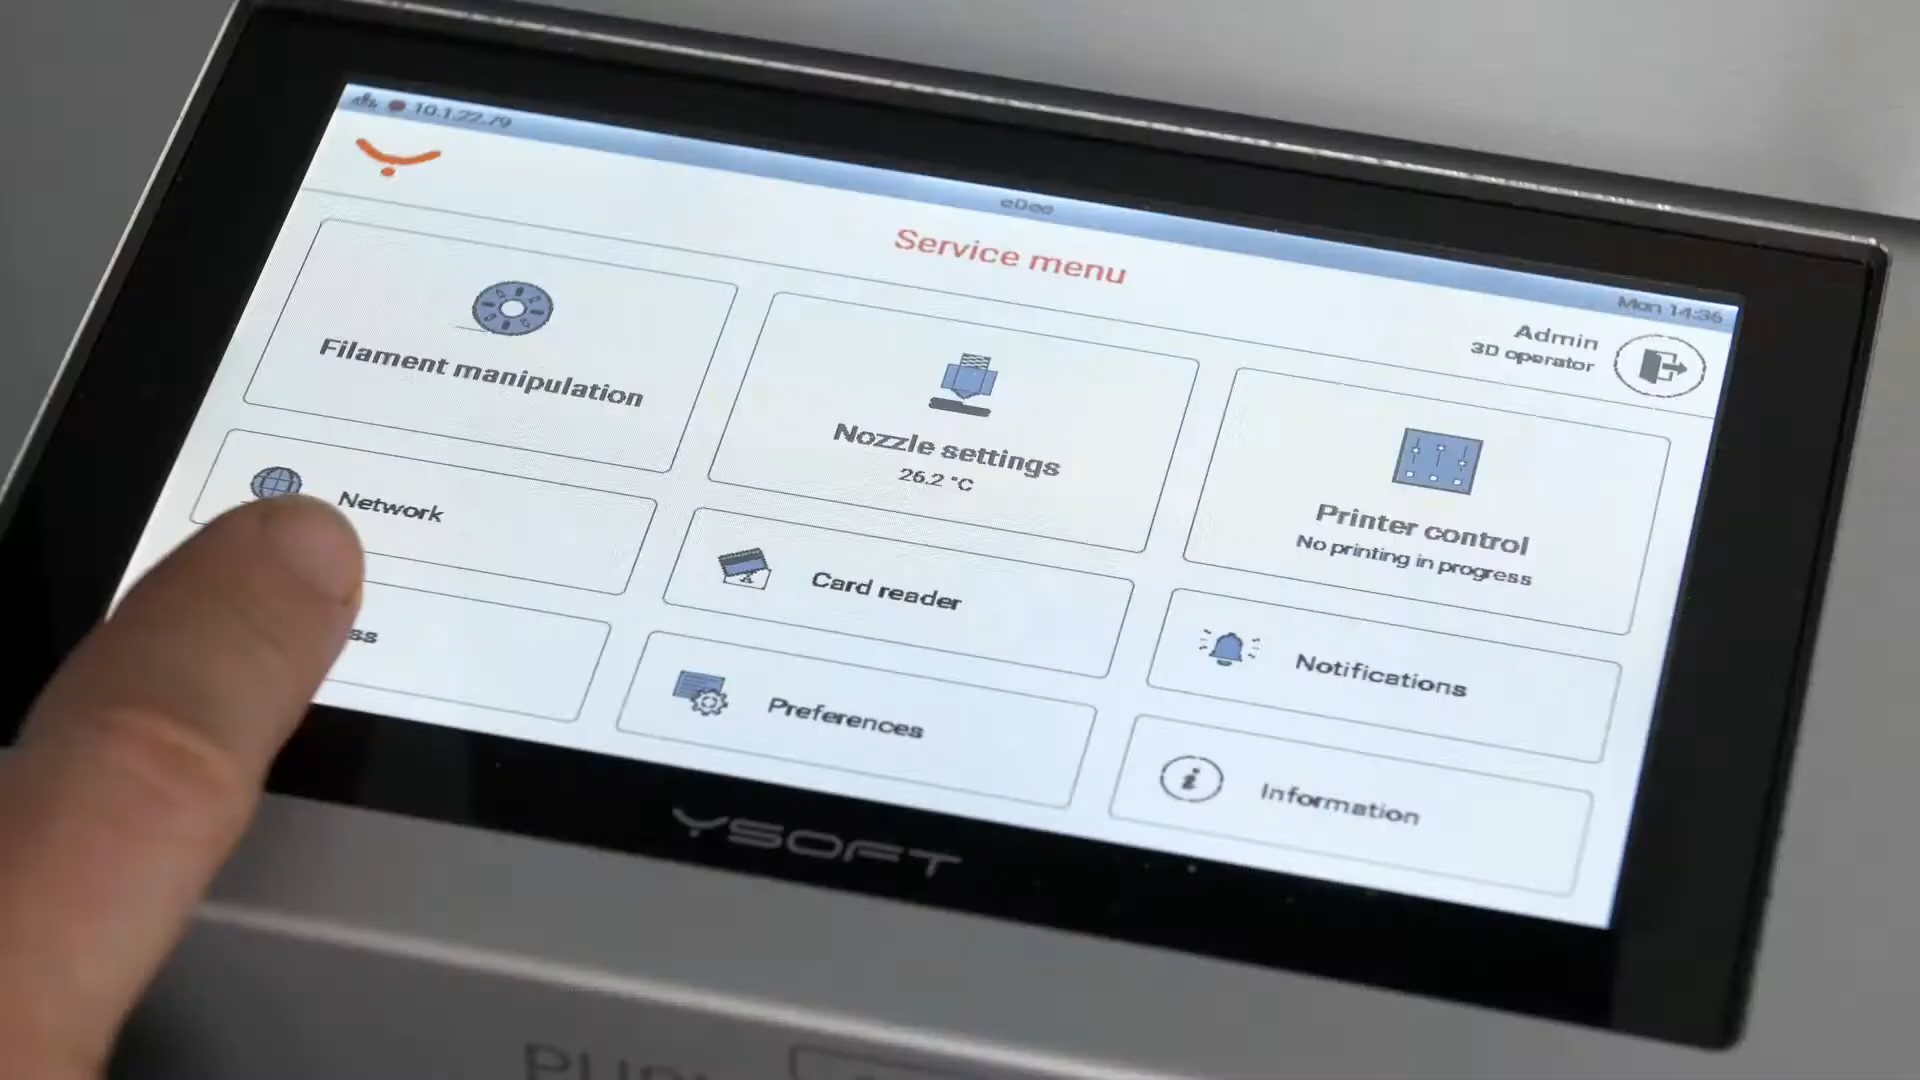 10.1.22.79
eDee
Mon 14:36
Service menu
Admin
3D operator
Filament manipulation
Nozzle settings
26.2 °C
Printer control
No printing in progress
Network
Card reader
Notifications
Preferences
Information
YSOFT